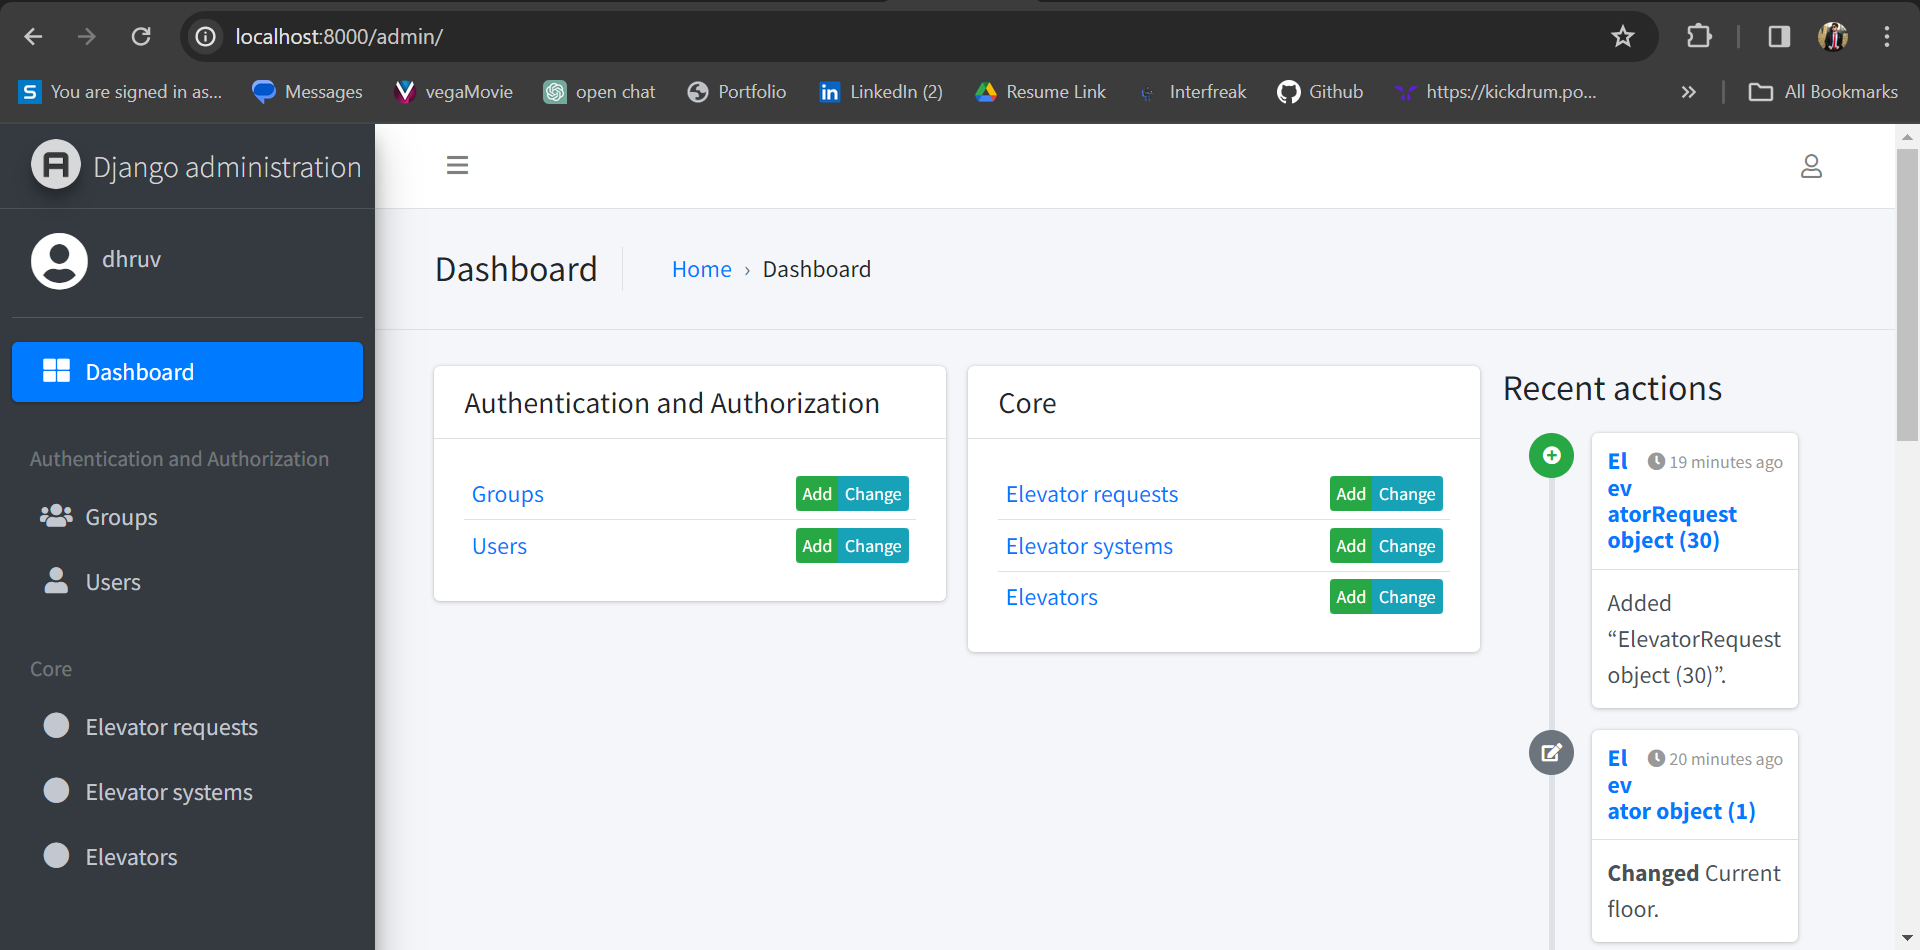 localhost:8000/admin/
You are signed in as...
Messages
vegaMovie
open chat
Portfolio
LinkedIn (2)
Resume Link
Interfreak
Github
https://kickdrum.po...
All Bookmarks
Django administration
dhruv
Dashboard
Authentication and Authorization
Groups
Users
Core
Elevator requests
Elevator systems
Elevators
Dashboard
Home › Dashboard
Authentication and Authorization
Groups Add Change
Users Add Change
Core
Elevator requests Add Change
Elevator systems Add Change
Elevators Add Change
Recent actions
El 19 minutes ago
ev
atorRequest
object (30)
Added
“ElevatorRequest
object (30)”.
El 20 minutes ago
ev
ator object (1)
Changed Current
floor.